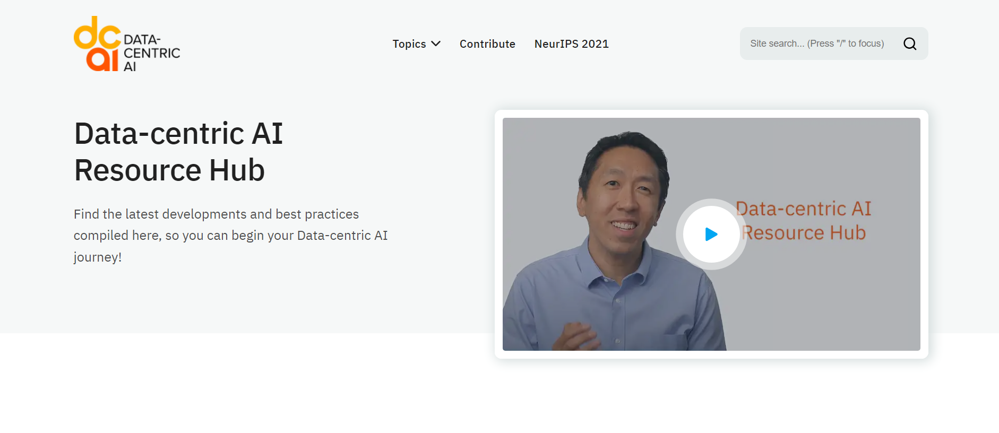 dc
ai
DATA-
CENTRIC
AI
Topics
Contribute
NeurIPS 2021
Site search... (Press "/" to focus)
Data-centric AI
Resource Hub
Find the latest developments and best practices
compiled here, so you can begin your Data-centric AI
journey!
Data-centric AI
Resource Hub